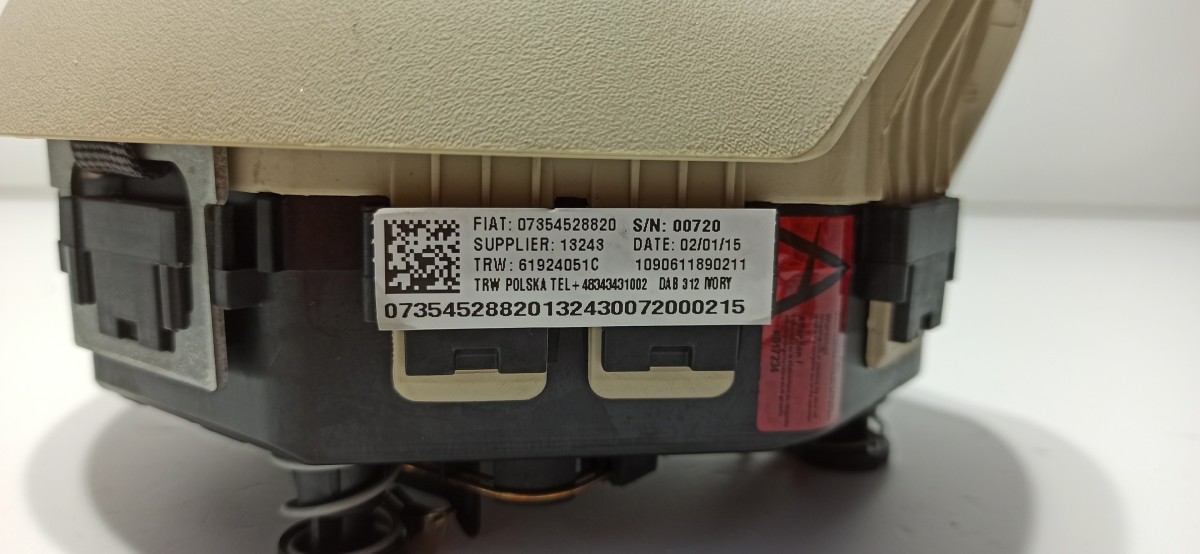 FIAT: 07354528820 S/N: 00720
SUPPLIER: 13243 DATE: 02/01/15
TRW: 61924051C 1090611890211
TRW POLSKA TEL+48343431002 DAB 312 IVORY
07354528820132430072000215
A